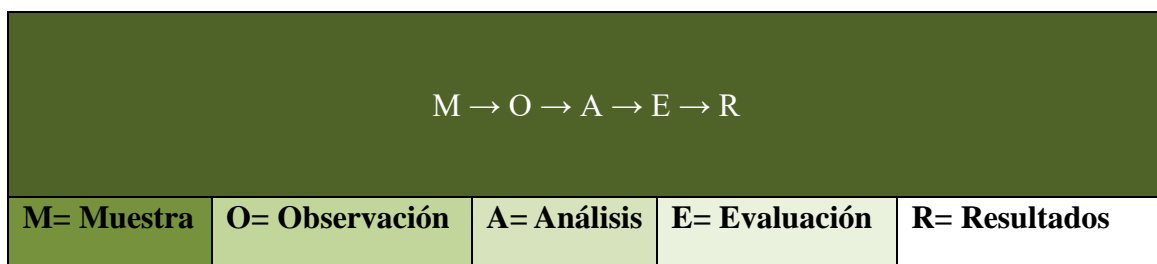 M → O → A → E → R
M= Muestra O= Observación A= Análisis E= Evaluación R= Resultados